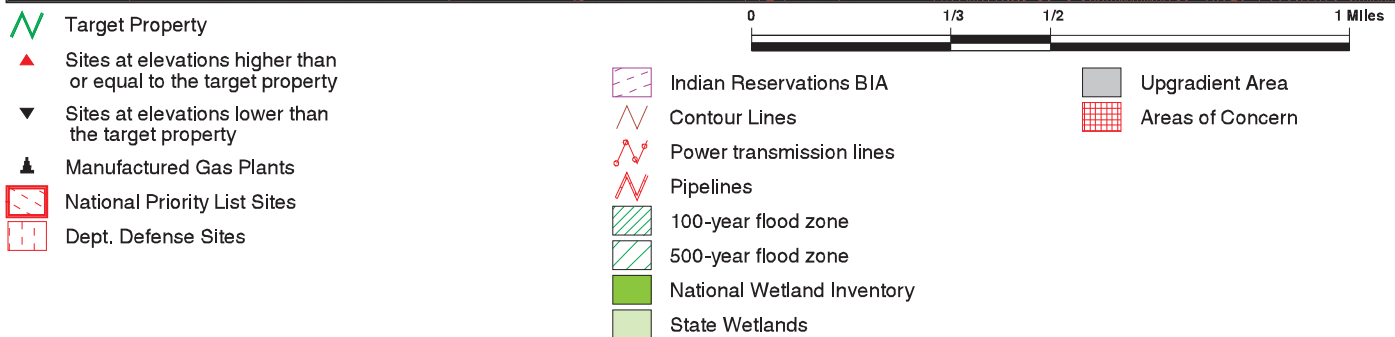 0 1/3 1/2 1 Miles
Target Property
Sites at elevations higher than
or equal to the target property
Sites at elevations lower than
the target property
Manufactured Gas Plants
National Priority List Sites
Dept. Defense Sites
Indian Reservations BIA
Contour Lines
Power transmission lines
Pipelines
100-year flood zone
500-year flood zone
National Wetland Inventory
State Wetlands
Upgradient Area
Areas of Concern